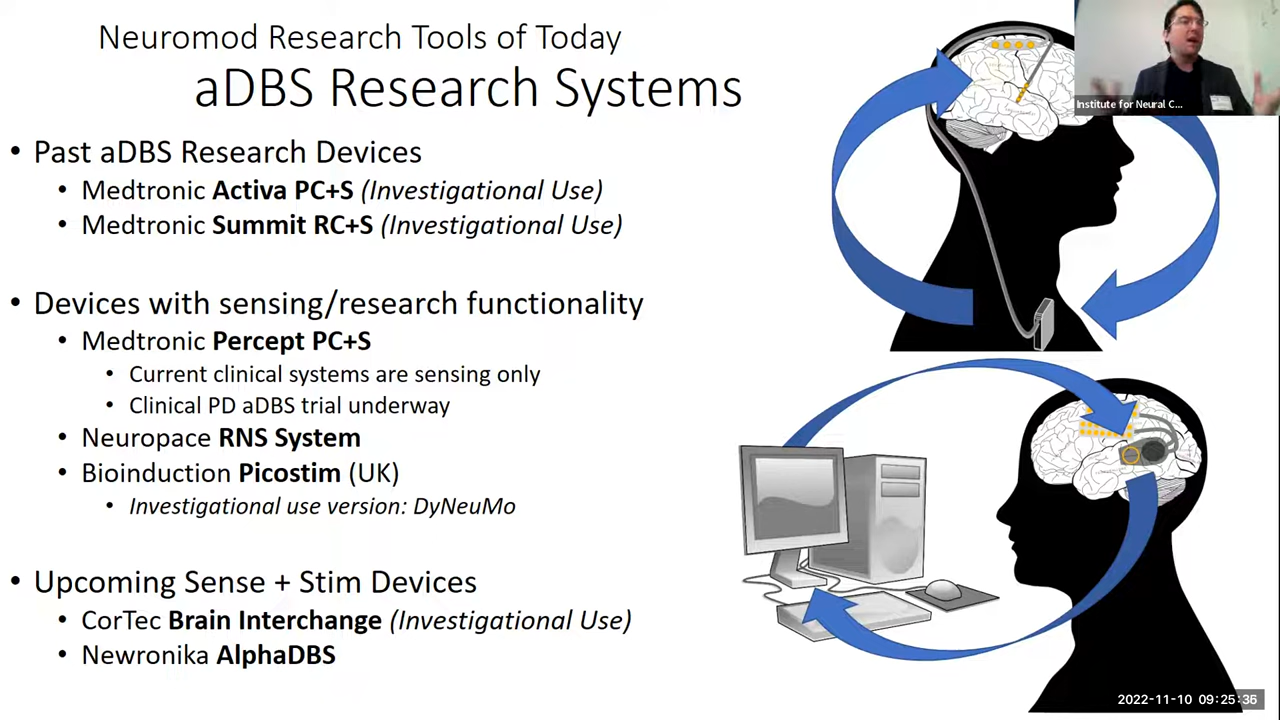 Neuromod Research Tools of Today
aDBS Research Systems
• Past aDBS Research Devices
• Medtronic Activa PC+S (Investigational Use)
• Medtronic Summit RC+S (Investigational Use)
• Devices with sensing/research functionality
• Medtronic Percept PC+S
• Current clinical systems are sensing only
• Clinical PD aDBS trial underway
• Neuropace RNS System
• Bioinduction Picostim (UK)
• Investigational use version: DyNeuMo
• Upcoming Sense + Stim Devices
• CorTec Brain Interchange (Investigational Use)
• Newronika AlphaDBS
Institute for Neural C...
2022-11-10 09:25:36